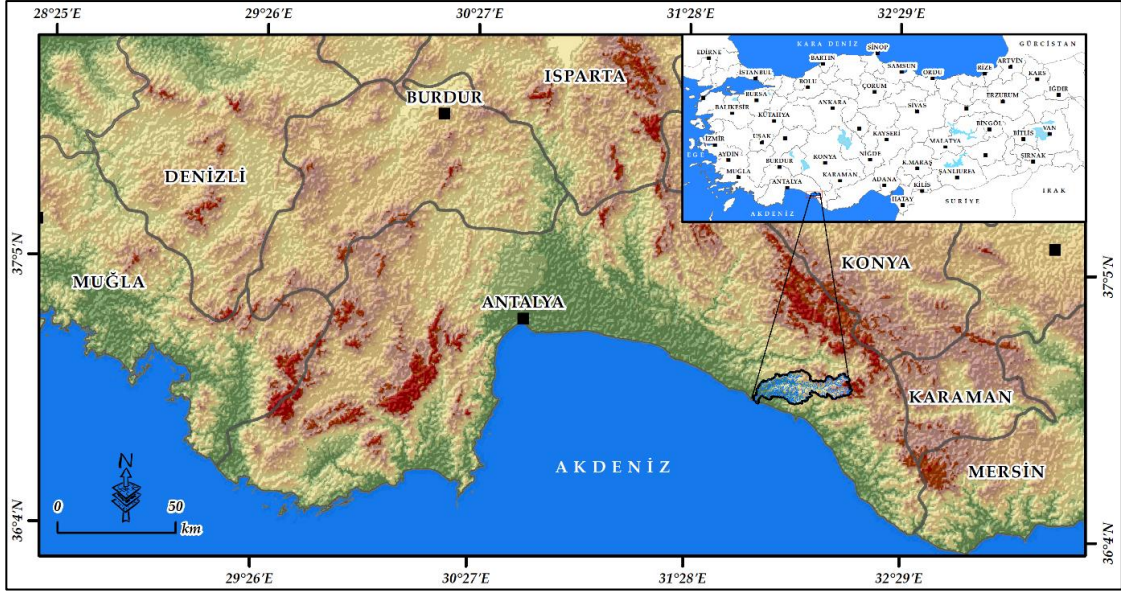 28°25'E
29°26'E
30°27'E
31°28'E
32°29'E
37°5'N
36°4'N
ISPARTA
BURDUR
DENİZLİ
MUĞLA
ANTALYA
KONYA
KARAMAN
MERSİN
AKDENİZ
N
0 50
km
KARA DENİZ
GÜRCİSTAN
EDİRNE
İSTANBUL
BARTIN
SİNOP
SAMSUN
ORDU
RİZE
ARTVİN
KARS
IĞDIR
BOLU
ÇORUM
BURSA
BALIKESİR
KÜTAHYA
ANKARA
SİVAS
ERZURUM
BİNGÖL
BİTLİS
VAN
EGE
İZMİR
UŞAK
KAYSERİ
MALATYA
AYDIN
BURDUR
KONYA
NİĞDE
K.MARAŞ
ŞANLIURFA
ŞIRNAK
MUĞLA
ANTALYA
KARAMAN
ADANA
KİLİS
HATAY
SURİYE
IRAK
AKDENİZ
37°5'N
36°4'N
29°26'E
30°27'E
31°28'E
32°29'E